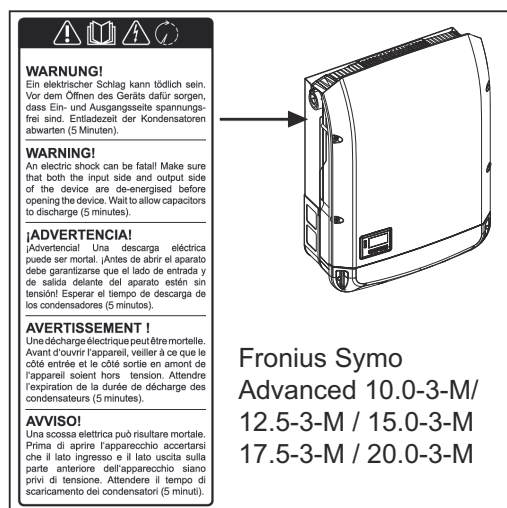 WARNUNG!
Ein elektrischer Schlag kann tödlich sein.
Vor dem Öffnen des Geräts dafür sorgen,
dass Ein- und Ausgangsseite spannungs-
frei sind. Entladezeit der Kondensatoren
abwarten (5 Minuten).
WARNING!
An electric shock can be fatal! Make sure
that both the input side and output side
of the device are de-energised before
opening the device. Wait to allow capacitors
to discharge (5 minutes).
¡ADVERTENCIA!
¡Advertencia! Una descarga eléctrica
puede ser mortal. ¡Antes de abrir el aparato
debe garantizarse que el lado de entrada y
de salida delante del aparato estén sin
tensión! Esperar el tiempo de descarga de
los condensadores (5 minutos).
AVERTISSEMENT !
Une décharge électrique peut être mortelle.
Avant d'ouvrir l'appareil, veiller à ce que le
côté entrée et le côté sortie en amont de
l'appareil soient hors tension. Attendre
l'expiration de la durée de décharge des
condensateurs (5 minutes).
AVVISO!
Una scossa elettrica può risultare mortale.
Prima di aprire l'apparecchio accertarsi
che il lato ingresso e il lato uscita sulla
parte anteriore dell'apparecchio siano
privi di tensione. Attendere il tempo di
scaricamento dei condensatori (5 minuti).
Fronius Symo
Advanced 10.0-3-M/
12.5-3-M / 15.0-3-M
17.5-3-M / 20.0-3-M